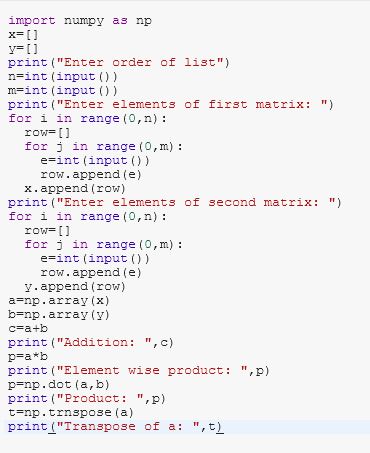 import numpy as np
x=[]
y=[]
print("Enter order of list")
n=int(input())
m=int(input())
print("Enter elements of first matrix: ")
for i in range(0,n):
  row=[]
  for j in range(0,m):
    e=int(input())
    row.append(e)
  x.append(row)
print("Enter elements of second matrix: ")
for i in range(0,n):
  row=[]
  for j in range(0,m):
    e=int(input())
    row.append(e)
  y.append(row)
a=np.array(x)
b=np.array(y)
c=a+b
print("Addition: ",c)
p=a*b
print("Element wise product: ",p)
p=np.dot(a,b)
print("Product: ",p)
t=np.trnspose(a)
print("Transpose of a: ",t)